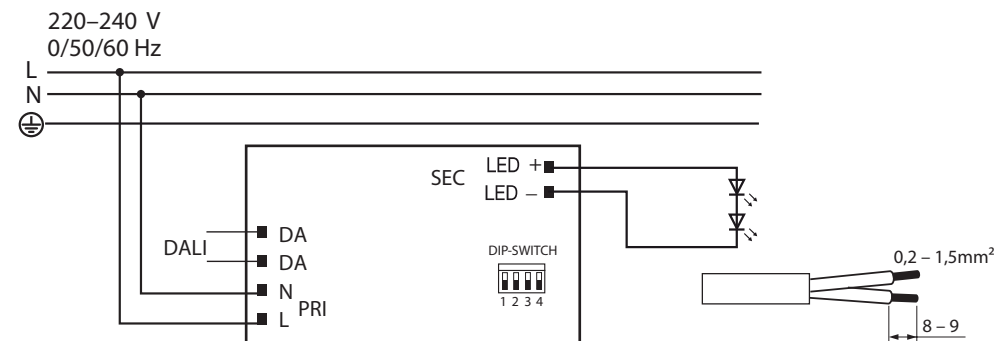 220–240 V
0/50/60 Hz
L
N
SEC
LED +
LED –
DALI
DA
DA
N
PRI
L
DIP-SWITCH
1 2 3 4
0,2 – 1,5mm²
8 – 9